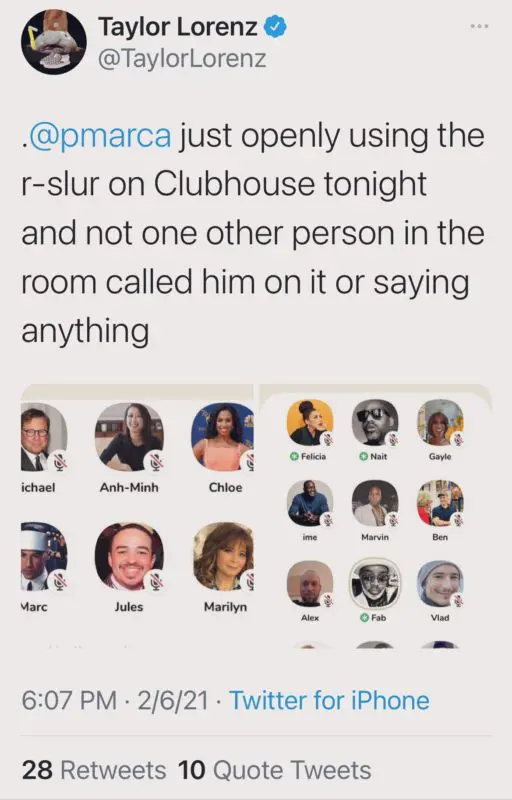 Taylor Lorenz
@TaylorLorenz
.@pmarca just openly using the
r-slur on Clubhouse tonight
and not one other person in the
room called him on it or saying
anything
ichael Anh-Minh Chloe
Marc Jules Marilyn
Felicia Nait Gayle
ime Marvin Ben
Alex Fab Vlad
6:07 PM · 2/6/21 · Twitter for iPhone
28 Retweets 10 Quote Tweets